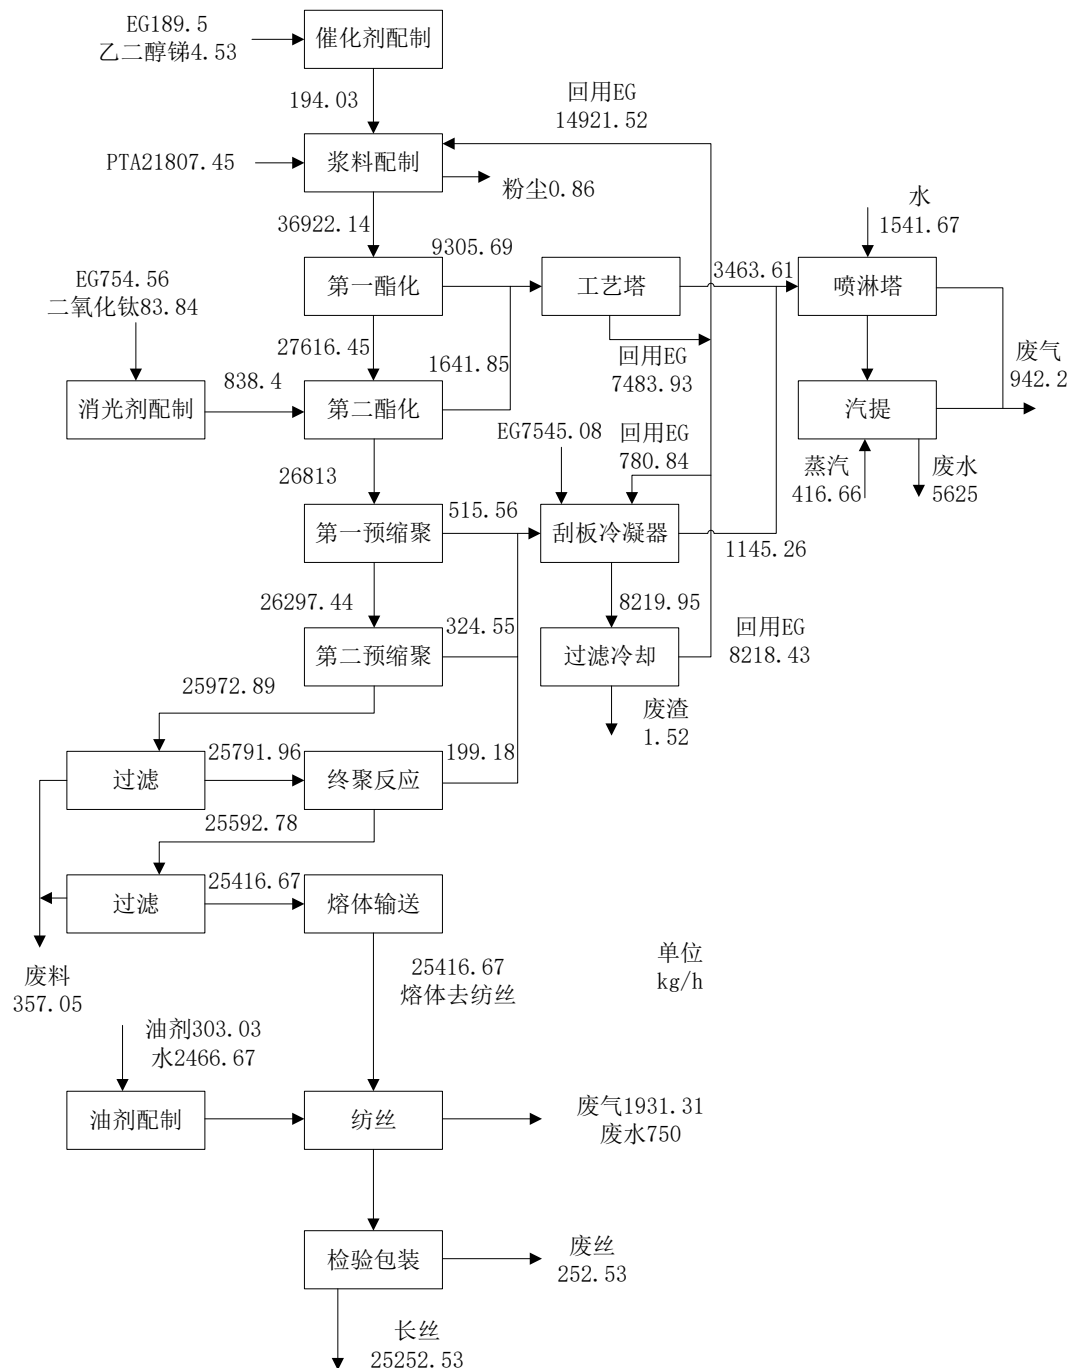 EG189.5
乙二醇锑4.53
催化剂配制
194.03
回用EG
14921.52
PTA21807.45
浆料配制
粉尘0.86
水
1541.67
36922.14
9305.69
EG754.56
二氧化钛83.84
第一酯化
工艺塔
3463.61
喷淋塔
27616.45
1641.85
回用EG
7483.93
废气
942.2
消光剂配制
838.4
第二酯化
汽提
EG7545.08
回用EG
780.84
蒸汽
416.66
废水
5625
26813
515.56
第一预缩聚
刮板冷凝器
1145.26
26297.44
324.55
8219.95
回用EG
8218.43
第二预缩聚
过滤冷却
25972.89
废渣
1.52
过滤
25791.96
终聚反应
199.18
25592.78
过滤
25416.67
熔体输送
废料
357.05
25416.67
熔体去纺丝
单位
kg/h
油剂303.03
水2466.67
油剂配制
纺丝
废气1931.31
废水750
检验包装
废丝
252.53
长丝
25252.53